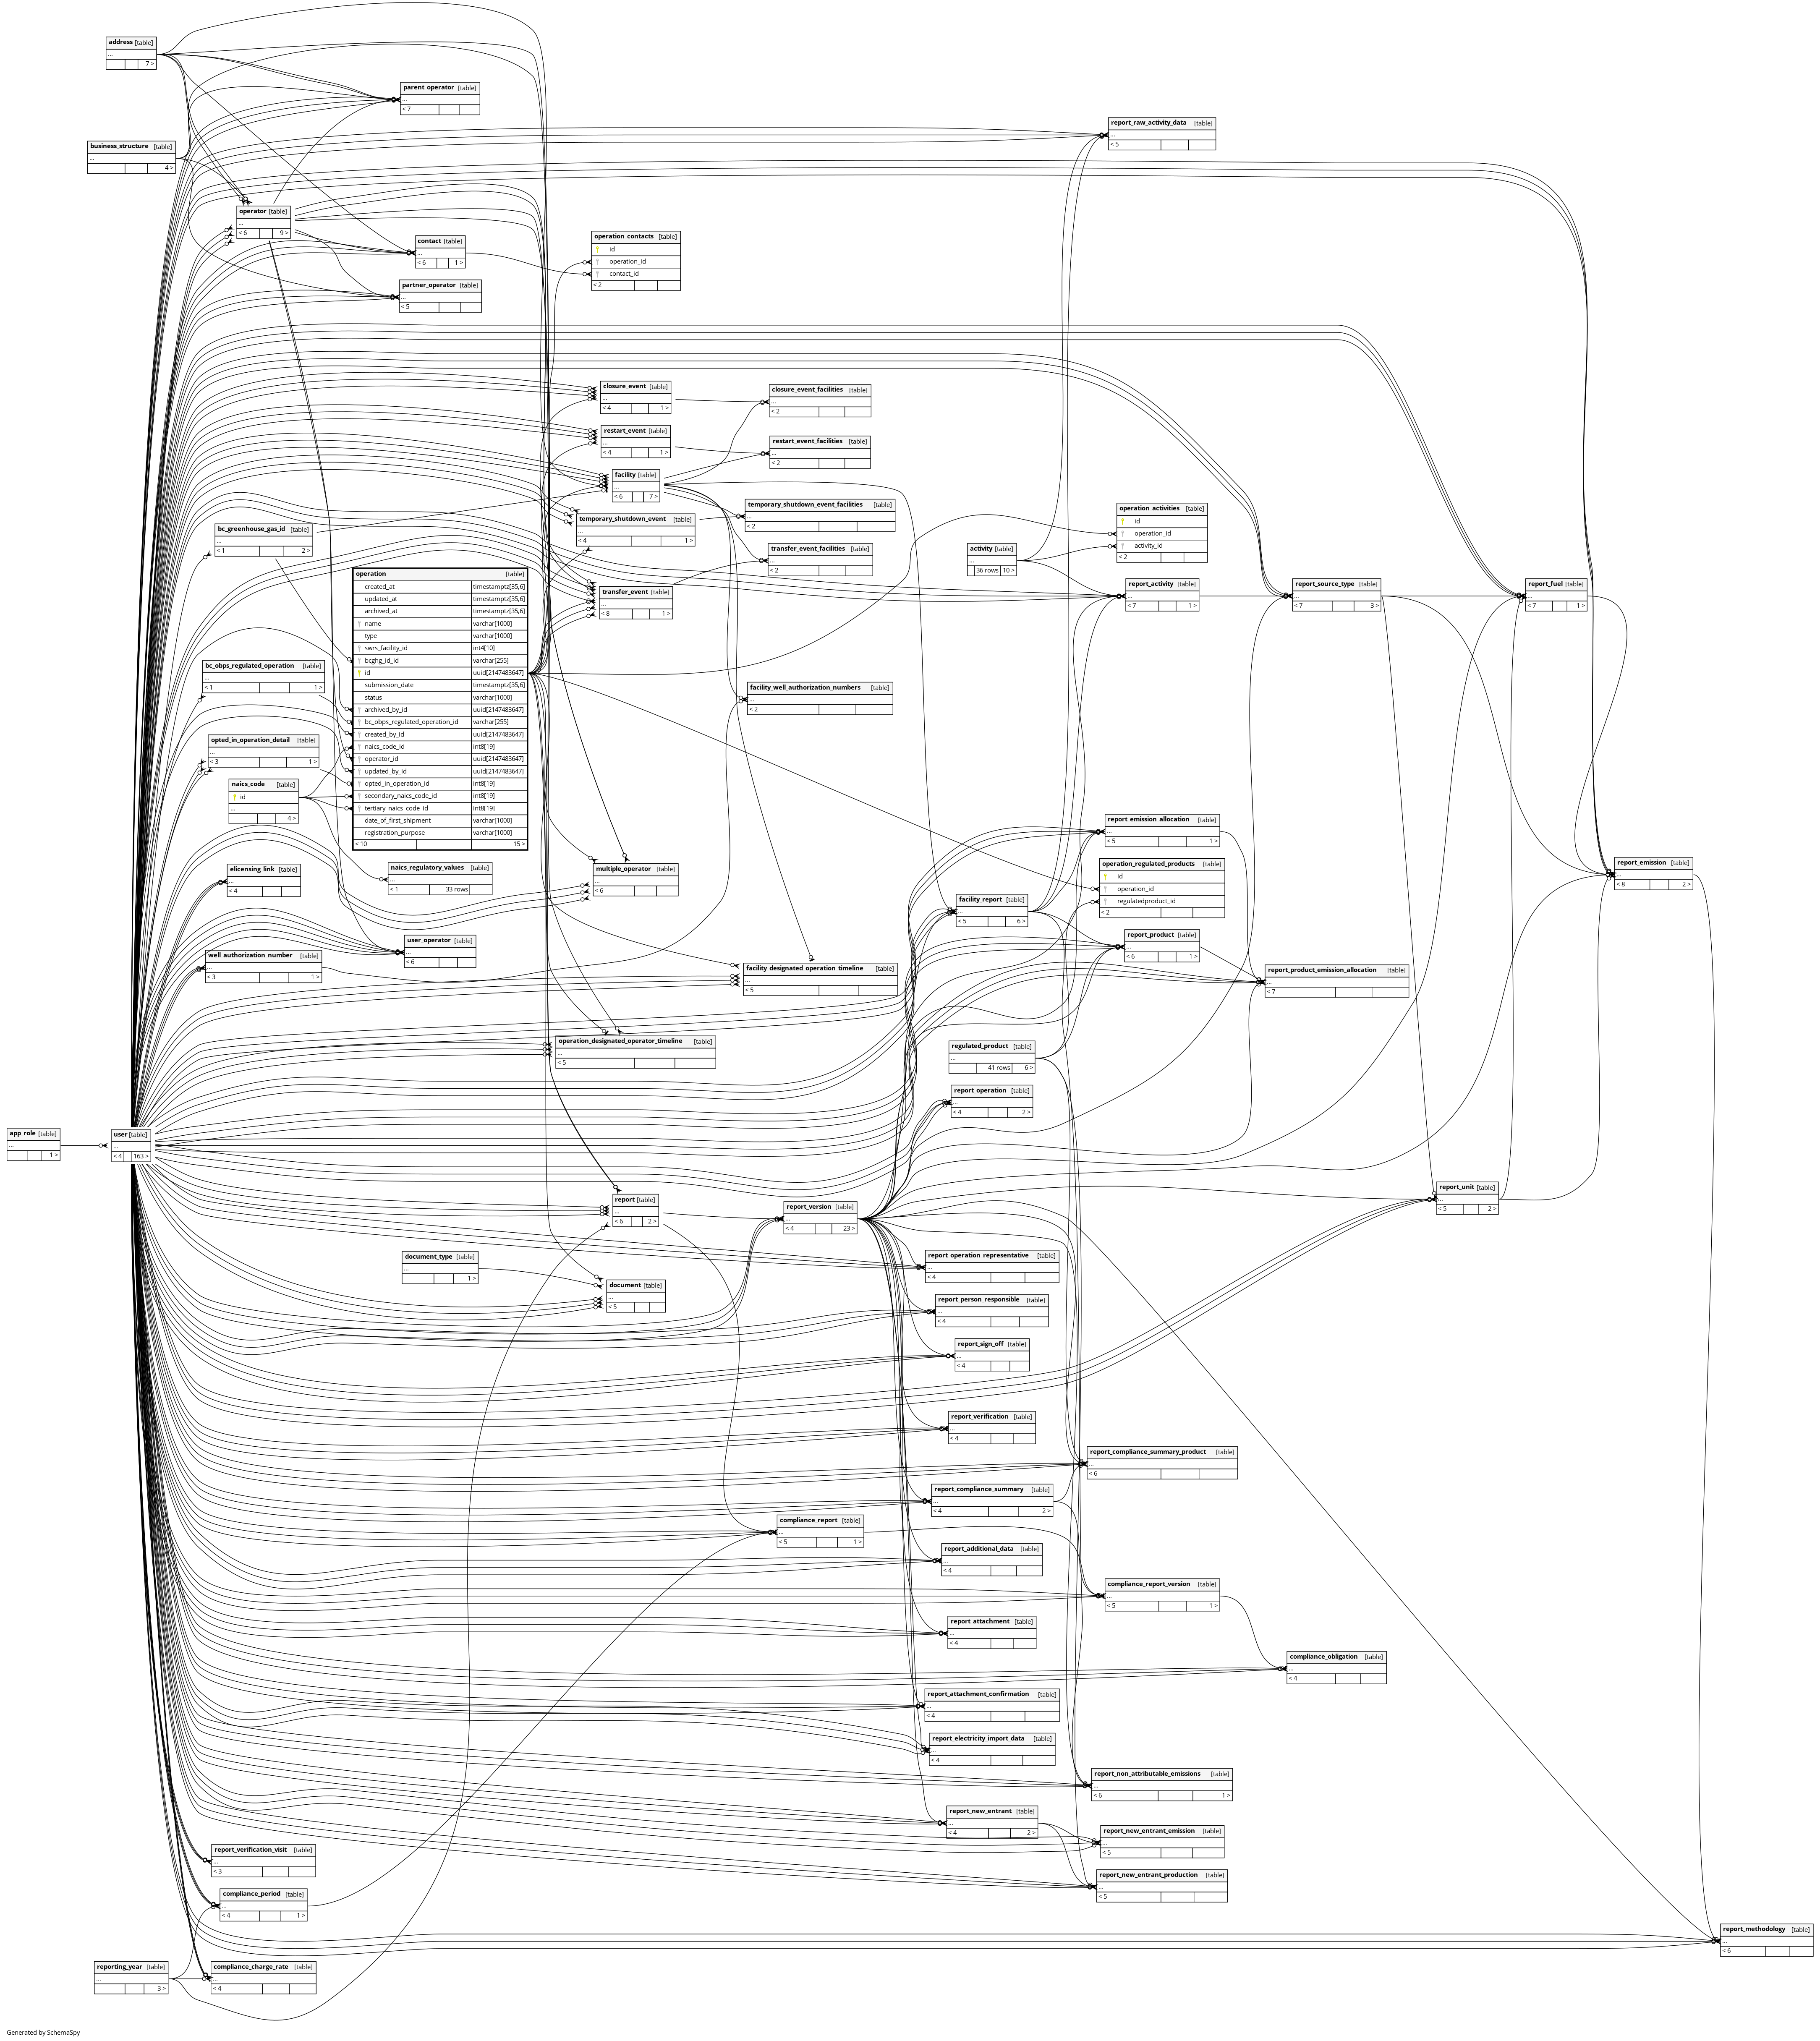 address [table]
...
7 >
parent_operator [table]
...
< 7
report_raw_activity_data [table]
...
< 5
business_structure [table]
...
4 >
operator [table]
...
< 6 9 >
contact [table]
...
< 6 1 >
operation_contacts [table]
id
operation_id
contact_id
< 2
partner_operator [table]
...
< 5
closure_event [table]
...
< 4 1 >
closure_event_facilities [table]
...
< 2
restart_event [table]
...
< 4 1 >
restart_event_facilities [table]
...
< 2
facility [table]
...
< 6 7 >
temporary_shutdown_event_facilities [table]
...
< 2
temporary_shutdown_event [table]
...
< 4 1 >
operation_activities [table]
id
operation_id
activity_id
< 2
bc_greenhouse_gas_id [table]
...
< 1 2 >
transfer_event_facilities [table]
...
< 2
activity [table]
...
36 rows 10 >
operation [table]
created_at timestamptz[35,6]
updated_at timestamptz[35,6]
archived_at timestamptz[35,6]
name varchar[1000]
type varchar[1000]
swrs_facility_id int4[10]
bcghg_id_id varchar[255]
id uuid[2147483647]
submission_date timestamptz[35,6]
status varchar[1000]
archived_by_id uuid[2147483647]
bc_obps_regulated_operation_id varchar[255]
created_by_id uuid[2147483647]
naics_code_id int8[19]
operator_id uuid[2147483647]
updated_by_id uuid[2147483647]
opted_in_operation_id int8[19]
secondary_naics_code_id int8[19]
tertiary_naics_code_id int8[19]
date_of_first_shipment varchar[1000]
registration_purpose varchar[1000]
< 10 15 >
transfer_event [table]
...
< 8 1 >
report_activity [table]
...
< 7 1 >
report_source_type [table]
...
< 7 3 >
report_fuel [table]
...
< 7 1 >
bc_obps_regulated_operation [table]
...
< 1 1 >
facility_well_authorization_numbers [table]
...
< 2
opted_in_operation_detail [table]
...
< 3 1 >
naics_code [table]
id
...
4 >
report_emission_allocation [table]
...
< 5 1 >
elicensing_link [table]
...
< 4
naics_regulatory_values [table]
...
< 1 33 rows
multiple_operator [table]
...
< 6
operation_regulated_products [table]
id
operation_id
regulatedproduct_id
< 2
report_emission [table]
...
< 8 2 >
facility_report [table]
...
< 5 6 >
user_operator [table]
...
< 6
report_product [table]
...
< 6 1 >
well_authorization_number [table]
...
< 3 1 >
facility_designated_operation_timeline [table]
...
< 5
report_product_emission_allocation [table]
...
< 7
operation_designated_operator_timeline [table]
...
< 5
regulated_product [table]
...
41 rows 6 >
report_operation [table]
...
< 4 2 >
app_role [table]
...
1 >
user [table]
...
< 4 163 >
report [table]
...
< 6 2 >
report_version [table]
...
< 4 23 >
report_unit [table]
...
< 5 2 >
document_type [table]
...
1 >
document [table]
...
< 5
report_operation_representative [table]
...
< 4
report_person_responsible [table]
...
< 4
report_sign_off [table]
...
< 4
report_verification [table]
...
< 4
report_compliance_summary_product [table]
...
< 6
report_compliance_summary [table]
...
< 4 2 >
compliance_report [table]
...
< 5 1 >
report_additional_data [table]
...
< 4
compliance_report_version [table]
...
< 5 1 >
report_attachment [table]
...
< 4
compliance_obligation [table]
...
< 4
report_attachment_confirmation [table]
...
< 4
report_electricity_import_data [table]
...
< 4
report_non_attributable_emissions [table]
...
< 6 1 >
report_new_entrant [table]
...
< 4 2 >
report_new_entrant_emission [table]
...
< 5
report_verification_visit [table]
...
< 3
report_new_entrant_production [table]
...
< 5
compliance_period [table]
...
< 4 1 >
report_methodology [table]
...
< 6
reporting_year [table]
...
3 >
compliance_charge_rate [table]
...
< 4
Generated by SchemaSpy